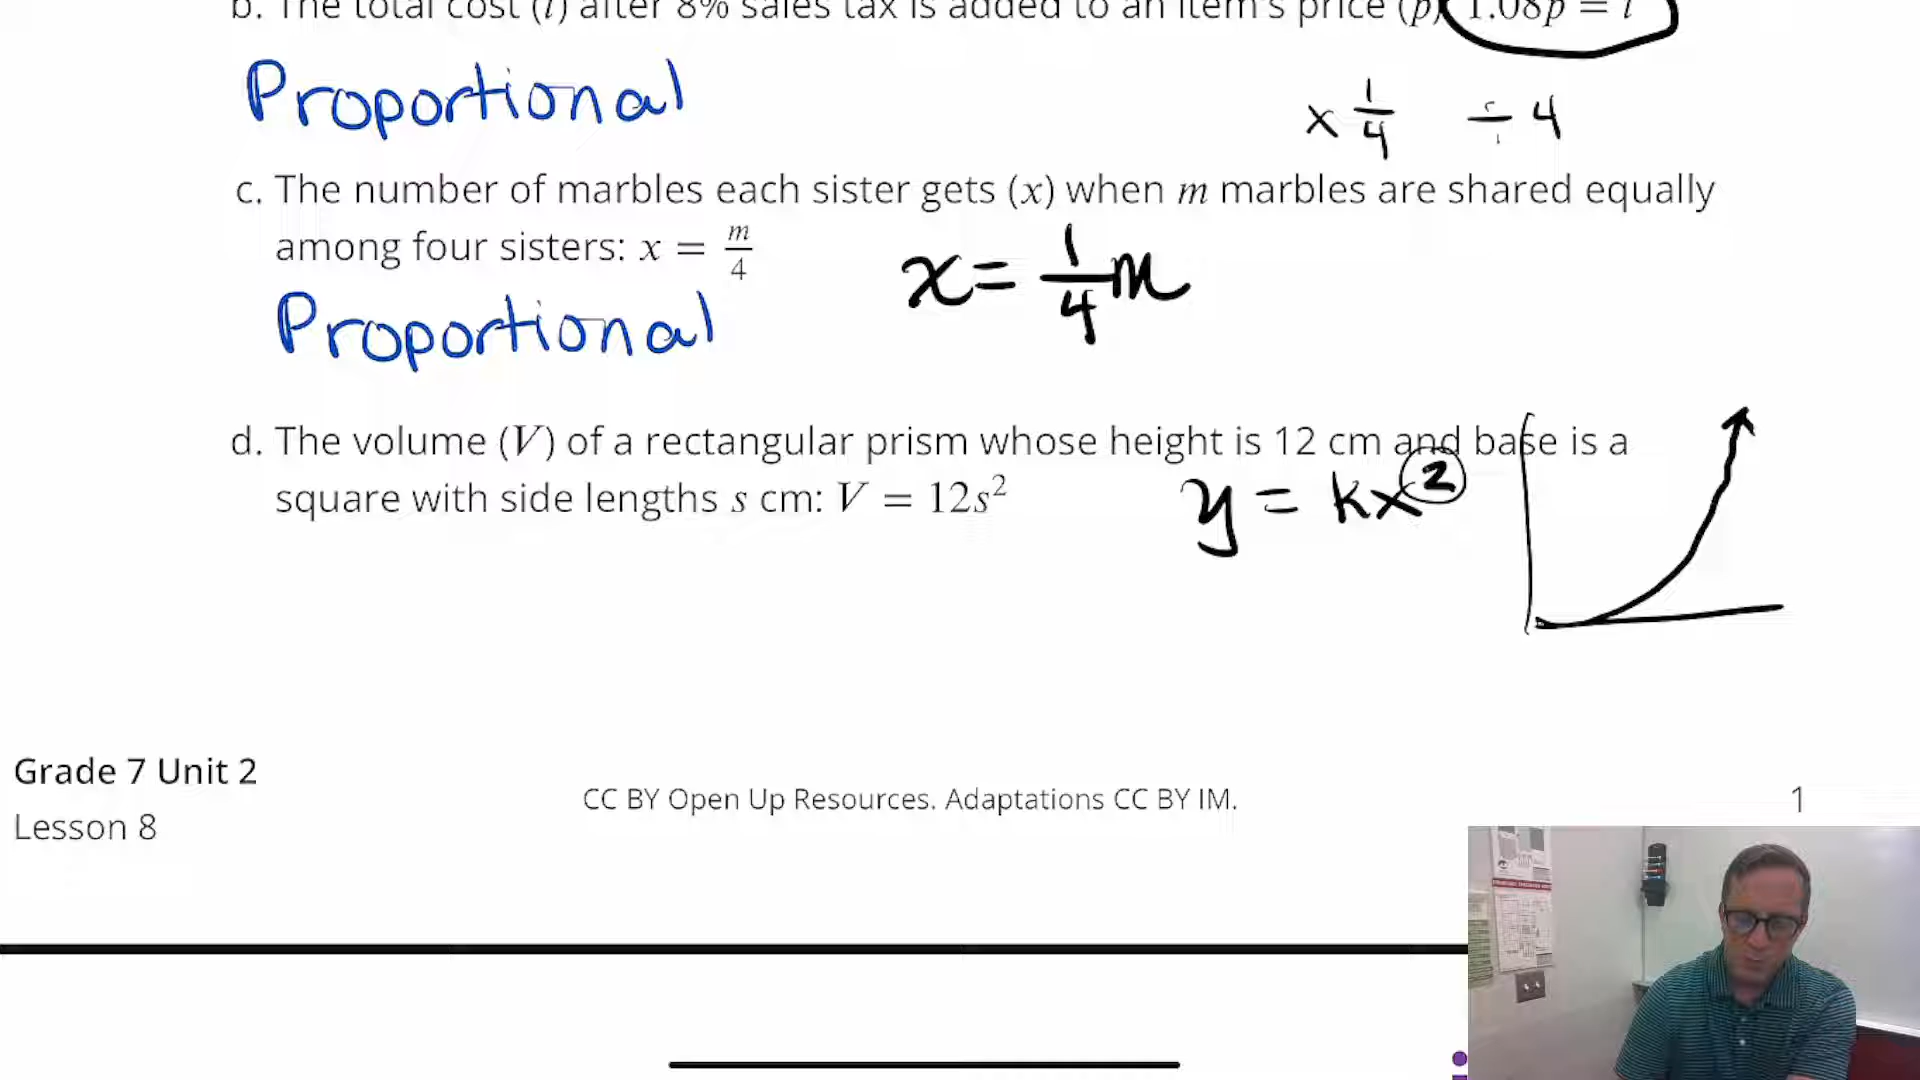 b. The total cost (t) after 8% sales tax is added to an item's price (p) 1.08p = t
Proportional
x 1/4 ÷ 4
c. The number of marbles each sister gets (x) when m marbles are shared equally
among four sisters: x = m/4
x = 1/4 m
Proportional
d. The volume (V) of a rectangular prism whose height is 12 cm and base is a
square with side lengths s cm: V = 12s²
y = kx²
Grade 7 Unit 2
Lesson 8
CC BY Open Up Resources. Adaptations CC BY IM.
1